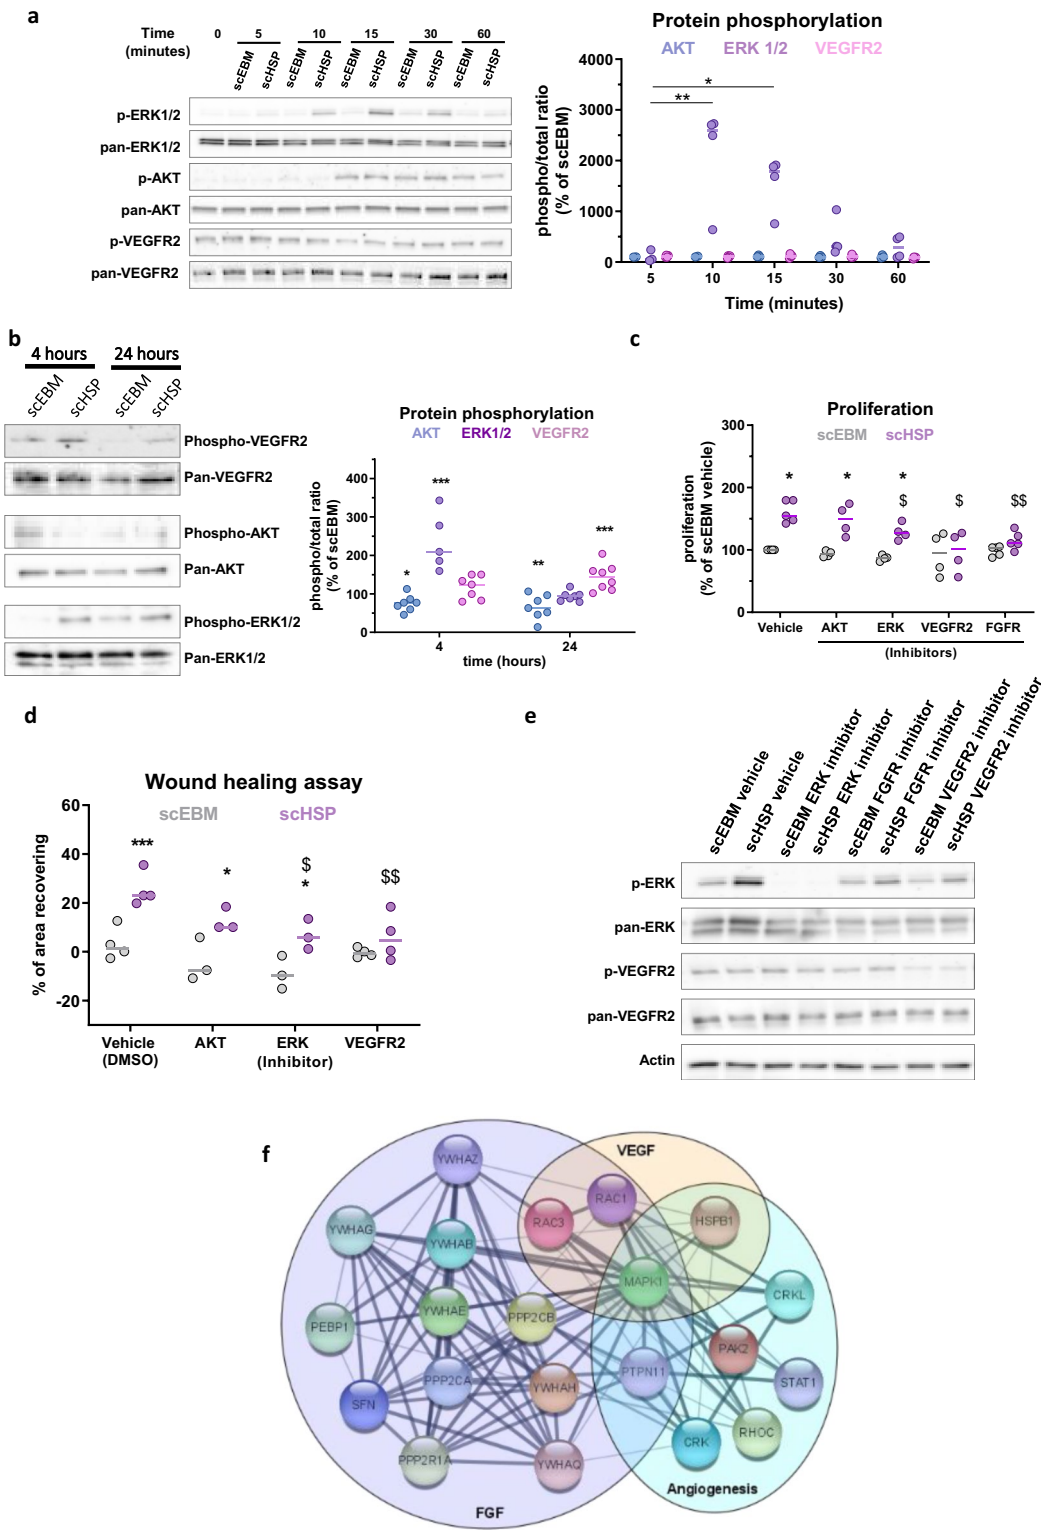 a
Time
(minutes)
0 5 10 15 30 60
scEBM scHSP scEBM scHSP scEBM scHSP scEBM scHSP scEBM scHSP
p-ERK1/2
pan-ERK1/2
p-AKT
pan-AKT
p-VEGFR2
pan-VEGFR2
Protein phosphorylation
AKT ERK 1/2 VEGFR2
phospho/total ratio
(% of scEBM)
4000
3000
2000
1000
0
*
**
5 10 15 30 60
Time (minutes)
b
4 hours 24 hours
scEBM scHSP scEBM scHSP
Phospho-VEGFR2
Pan-VEGFR2
Phospho-AKT
Pan-AKT
Phospho-ERK1/2
Pan-ERK1/2
Protein phosphorylation
AKT ERK1/2 VEGFR2
phospho/total ratio
(% of scEBM)
400
300
200
100
0
* *** ** ***
4 24
time (hours)
c
Proliferation
scEBM scHSP
proliferation
(% of scEBM vehicle)
300
200
100
0
* * *
$ $ $$
Vehicle AKT ERK VEGFR2 FGFR
(Inhibitors)
d
Wound healing assay
scEBM scHSP
% of area recovering
60
40
20
0
-20
*** * $ $$
*
Vehicle AKT ERK VEGFR2
(DMSO) (Inhibitor)
e
scEBM vehicle
scHSP vehicle
scEBM ERK inhibitor
scHSP ERK inhibitor
scEBM FGFR inhibitor
scHSP FGFR inhibitor
scEBM VEGFR2 inhibitor
scHSP VEGFR2 inhibitor
p-ERK
pan-ERK
p-VEGFR2
pan-VEGFR2
Actin
f
VEGF
YWHAZ
RAC1
RAC3
HSPB1
YWHAG
YWHAB
MAPK1
CRKL
YWHAE
PPP2CB
PEBP1
PAK2
PTPN11
PPP2CA
YWHAH
STAT1
SFN
RHOC
CRK
PPP2R1A
YWHAQ
Angiogenesis
FGF